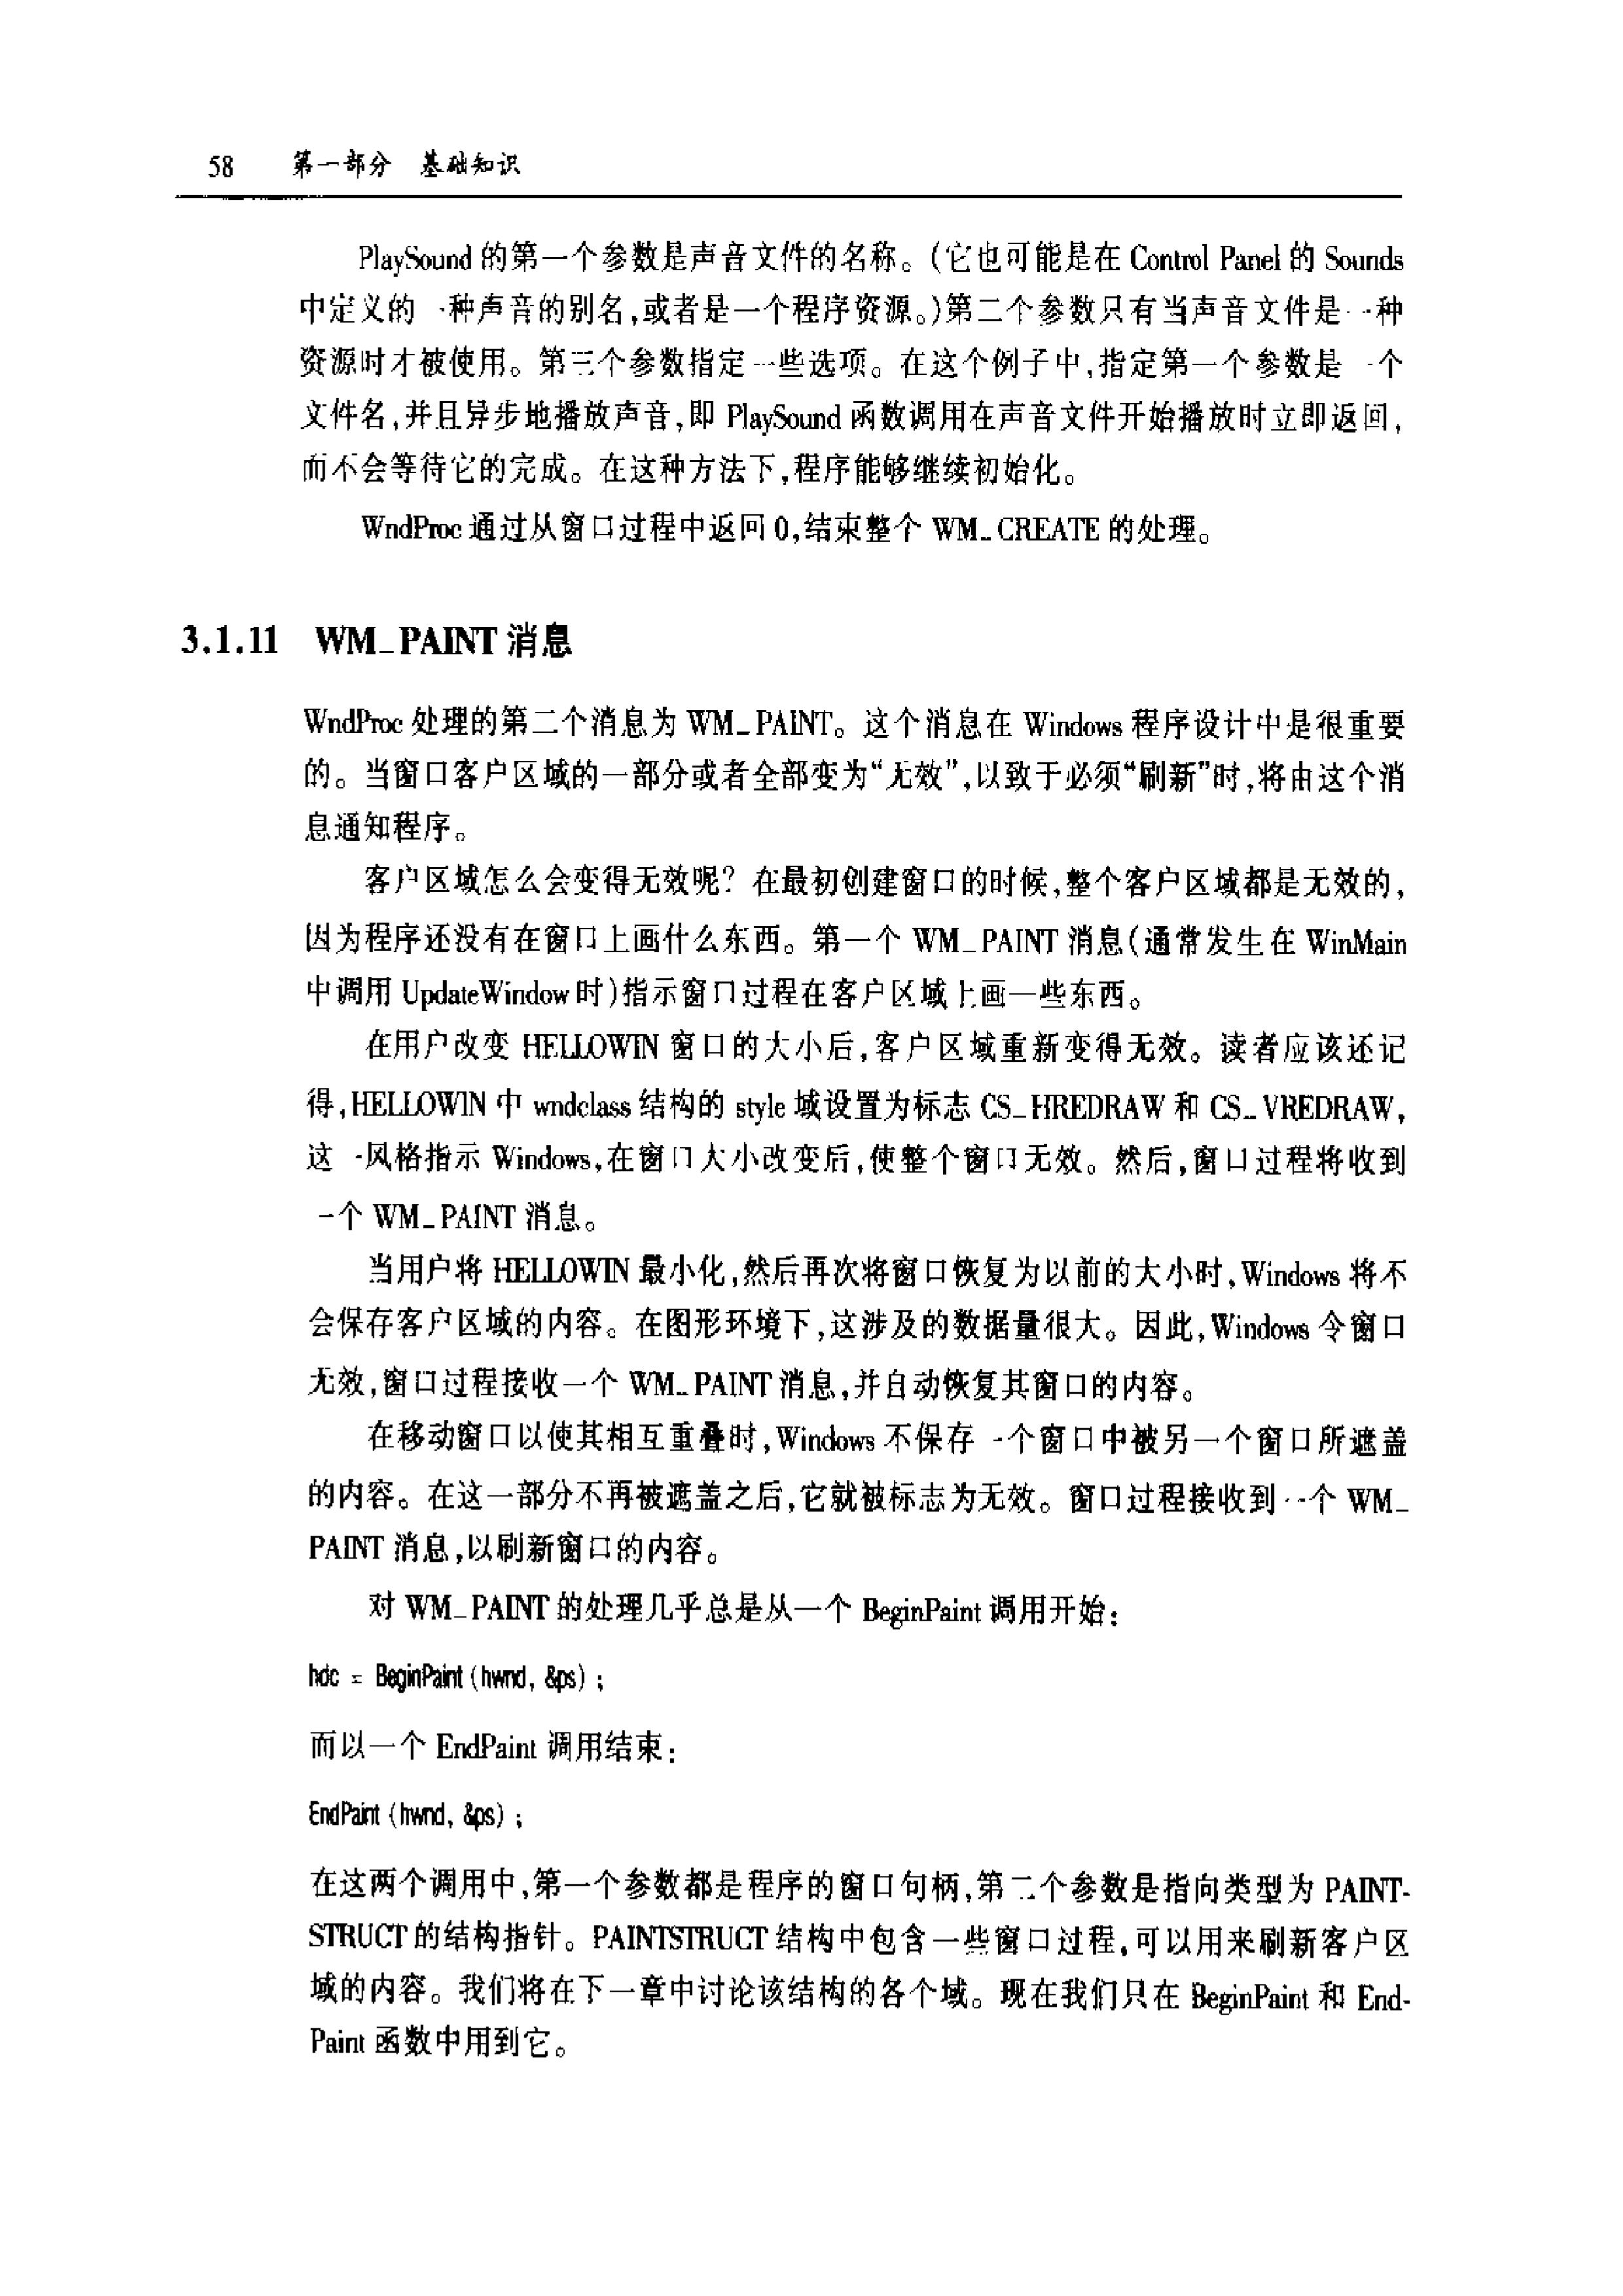 58 第一部分 基础知识
PlaySound 的第一个参数是声音文件的名称。(它也可能是在 Control Panel 的 Sounds
中定义的一种声音的别名,或者是一个程序资源。)第二个参数只有当声音文件是一种
资源时才被使用。第三个参数指定一些选项。在这个例子中,指定第一个参数是一个
文件名,并且异步地播放声音,即 PlaySound 函数调用在声音文件开始播放时立即返回,
而不会等待它的完成。在这种方法下,程序能够继续初始化。
WndProc 通过从窗口过程中返回 0,结束整个 WM_CREATE 的处理。
3.1.11 WM_PAINT 消息
WndProc 处理的第二个消息为 WM_PAINT。这个消息在 Windows 程序设计中是很重要
的。当窗口客户区域的一部分或者全部变为“无效”,以致于必须“刷新”时,将由这个消
息通知程序。
客户区域怎么会变得无效呢? 在最初创建窗口的时候,整个客户区域都是无效的,
因为程序还没有在窗口上画什么东西。第一个 WM_PAINT 消息(通常发生在 WinMain
中调用 UpdateWindow 时)指示窗口过程在客户区域上画一些东西。
在用户改变 HELLOWIN 窗口的大小后,客户区域重新变得无效。读者应该还记
得,HELLOWIN 中 wndclass 结构的 style 域设置为标志 CS_HREDRAW 和 CS_VREDRAW,
这一风格指示 Windows,在窗口大小改变后,使整个窗口无效。然后,窗口过程将收到
一个 WM_PAINT 消息。
当用户将 HELLOWIN 最小化,然后再次将窗口恢复为以前的大小时,Windows 将不
会保存客户区域的内容。在图形环境下,这涉及的数据量很大。因此,Windows 令窗口
无效,窗口过程接收一个 WM_PAINT 消息,并自动恢复其窗口的内容。
在移动窗口以使其相互重叠时,Windows 不保存一个窗口中被另一个窗口所遮盖
的内容。在这一部分不再被遮盖之后,它就被标志为无效。窗口过程接收到一个 WM_
PAINT 消息,以刷新窗口的内容。
对 WM_PAINT 的处理几乎总是从一个 BeginPaint 调用开始:
hdc = BeginPaint (hwnd, &ps) ;
而以一个 EndPaint 调用结束:
EndPaint (hwnd, &ps) ;
在这两个调用中,第一个参数都是程序的窗口句柄,第二个参数是指向类型为 PAINT-
STRUCT 的结构指针。PAINTSTRUCT 结构中包含一些窗口过程,可以用来刷新客户区
域的内容。我们将在下一章中讨论该结构的各个域。现在我们只在 BeginPaint 和 End-
Paint 函数中用到它。